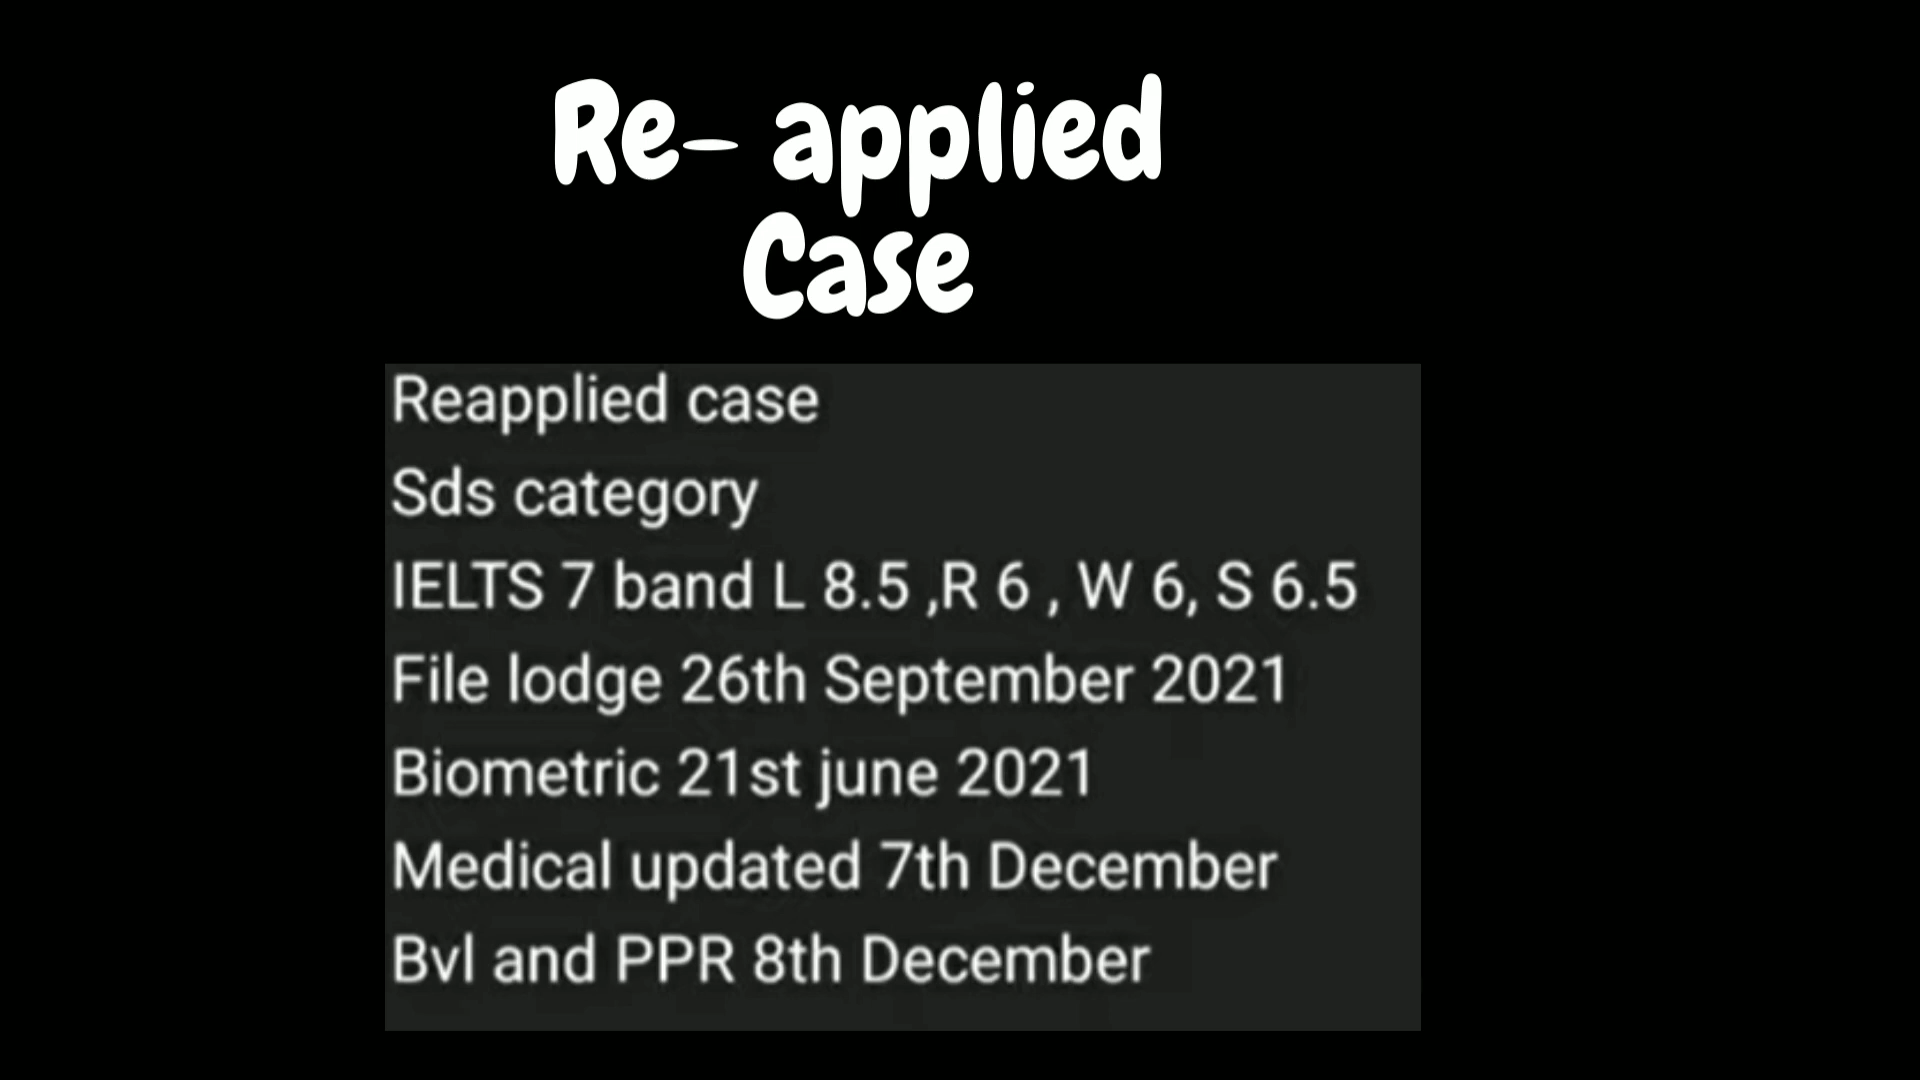 Re- applied
Case
Reapplied case
Sds category
IELTS 7 band L 8.5 ,R 6 , W 6, S 6.5
File lodge 26th September 2021
Biometric 21st june 2021
Medical updated 7th December
Bvl and PPR 8th December